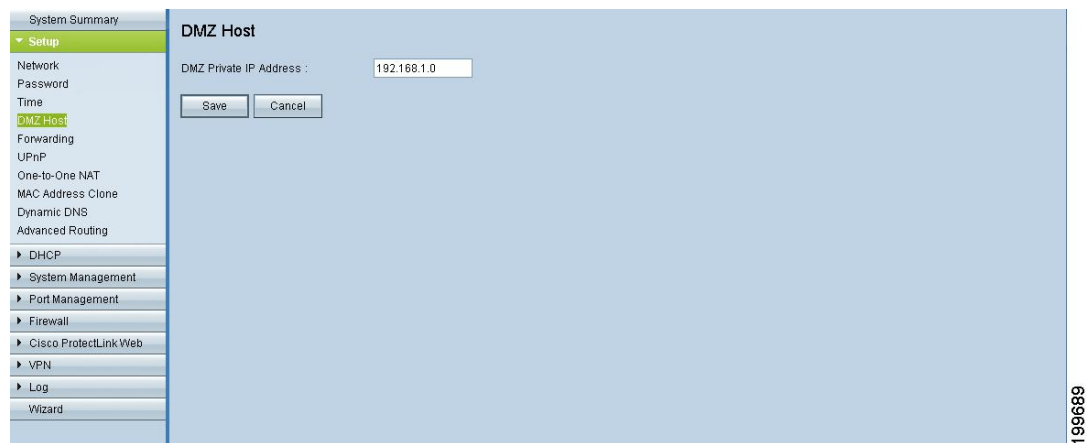 System Summary
Setup
Network
Password
Time
DMZ Host
Forwarding
UPnP
One-to-One NAT
MAC Address Clone
Dynamic DNS
Advanced Routing
DHCP
System Management
Port Management
Firewall
Cisco ProtectLink Web
VPN
Log
Wizard
DMZ Host
DMZ Private IP Address : 192.168.1.0
Save Cancel
199689